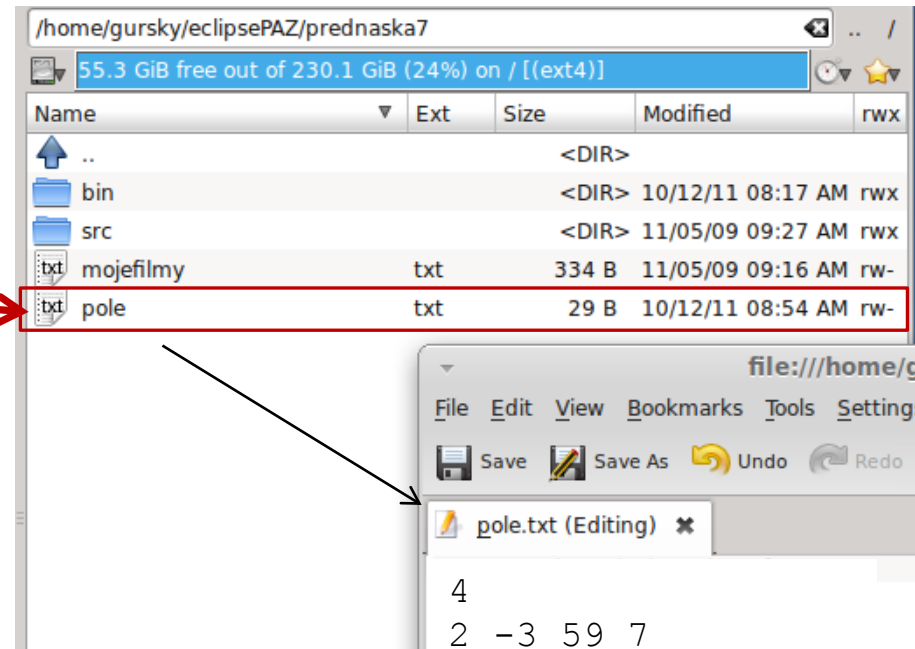 /home/gursky/eclipsePAZ/prednaska7 .. /
55.3 GiB free out of 230.1 GiB (24%) on / [(ext4)]
Name Ext Size Modified rwx
.. <DIR>
bin <DIR> 10/12/11 08:17 AM rwx
src <DIR> 11/05/09 09:27 AM rwx
txt mojefilmy txt 334 B 11/05/09 09:16 AM rw-
txt pole txt 29 B 10/12/11 08:54 AM rw-
file:///home/g
File Edit View Bookmarks Tools Setting
Save Save As Undo Redo
pole.txt (Editing)
4
2 -3 59 7